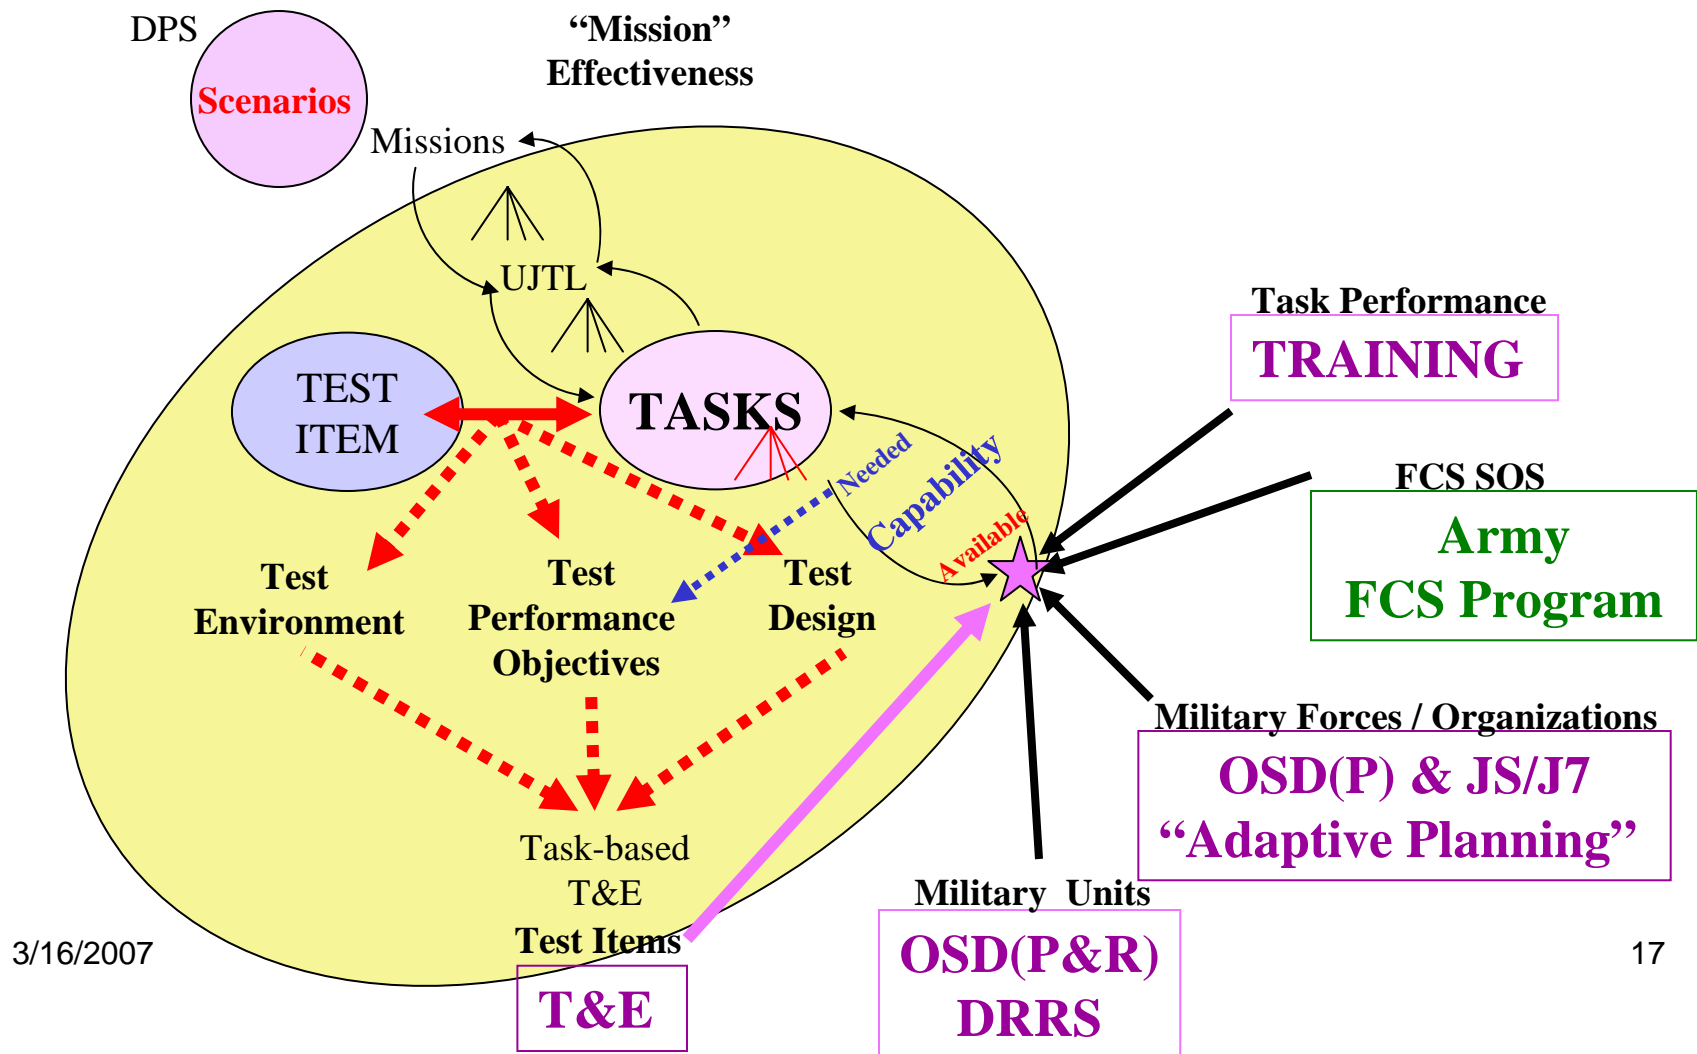 DPS
Scenarios
“Mission”
Effectiveness
Missions
UJTL
TEST
ITEM
TASKS
Needed
Capability
Available
Test
Environment
Test
Performance
Objectives
Test
Design
Task-based
T&E
Test Items
T&E
Task Performance
TRAINING
FCS SOS
Army
FCS Program
Military Forces / Organizations
OSD(P) & JS/J7
“Adaptive Planning”
Military Units
OSD(P&R)
DRRS
3/16/2007
17